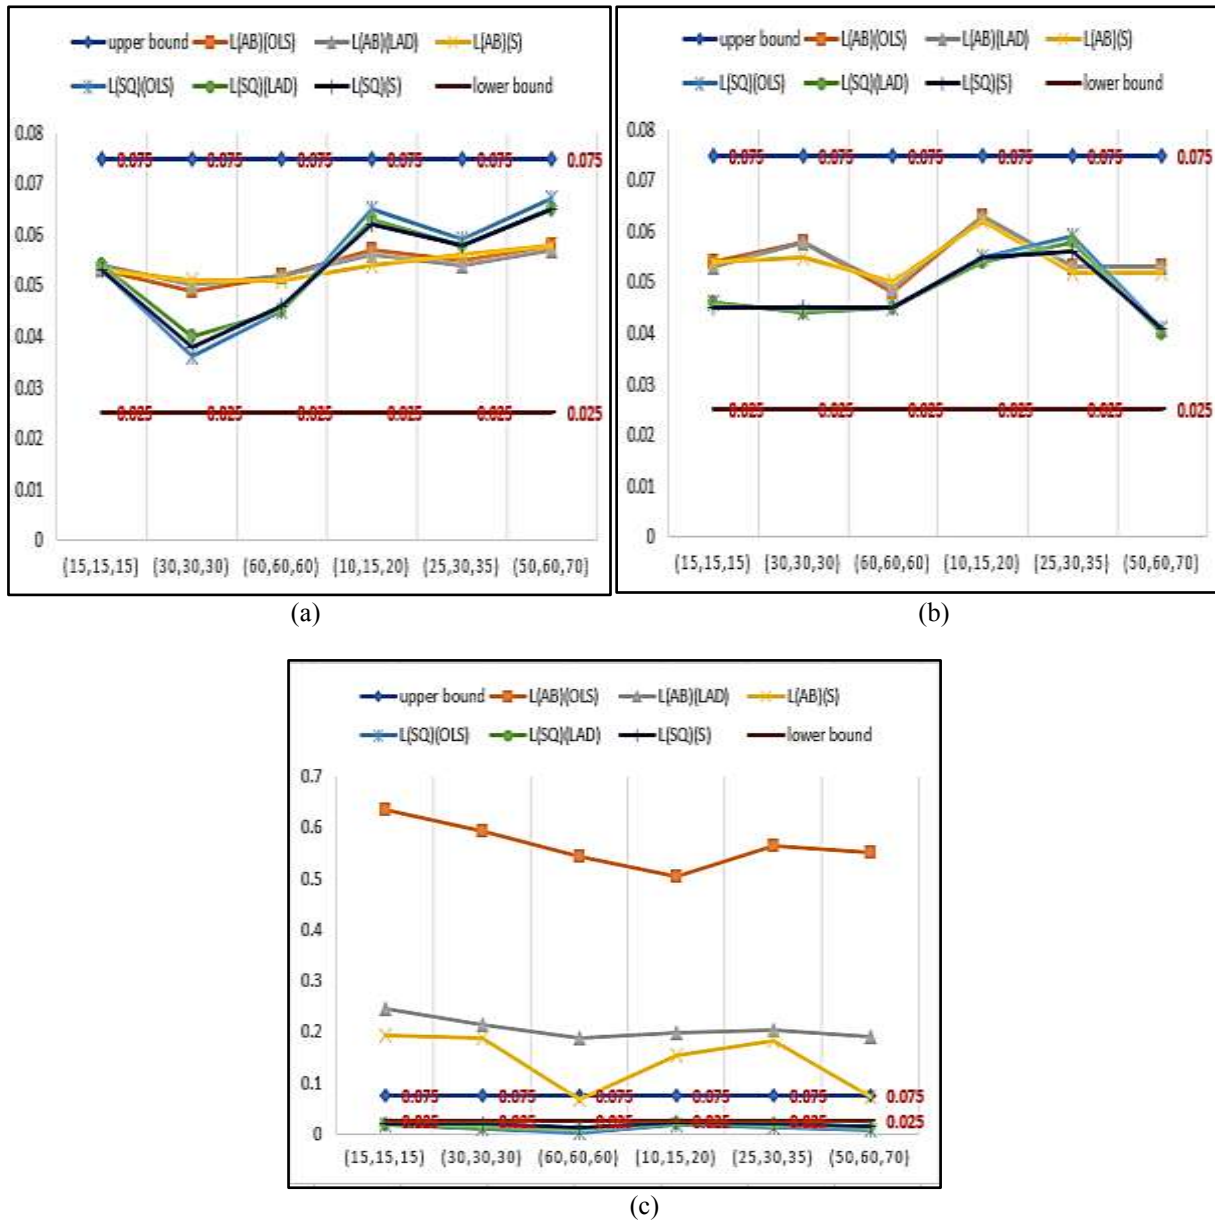 upper bound L(AB)(OLS) L(AB)(LAD) L(AB)(S)
L(SQ)(OLS) L(SQ)(LAD) L(SQ)(S) lower bound
0.08
0.075 0.075 0.075 0.075 0.075 0.075
0.07
0.06
0.05
0.04
0.03
0.025 0.025 0.025 0.025 0.025 0.025
0.02
0.01
0
(15,15,15) (30,30,30) (60,60,60) (10,15,20) (25,30,35) (50,60,70)
(a)
upper bound L(AB)(OLS) L(AB)(LAD) L(AB)(S)
L(SQ)(OLS) L(SQ)(LAD) L(SQ)(S) lower bound
0.08
0.075 0.075 0.075 0.075 0.075 0.075
0.07
0.06
0.05
0.04
0.03
0.025 0.025 0.025 0.025 0.025 0.025
0.02
0.01
0
(15,15,15) (30,30,30) (60,60,60) (10,15,20) (25,30,35) (50,60,70)
(b)
upper bound L(AB)(OLS) L(AB)(LAD) L(AB)(S)
L(SQ)(OLS) L(SQ)(LAD) L(SQ)(S) lower bound
0.7
0.6
0.5
0.4
0.3
0.2
0.1
0.075 0.075 0.075 0.075 0.075 0.075
0.025 0.025 0.025 0.025 0.025 0.025
0
(15,15,15) (30,30,30) (60,60,60) (10,15,20) (25,30,35) (50,60,70)
(c)